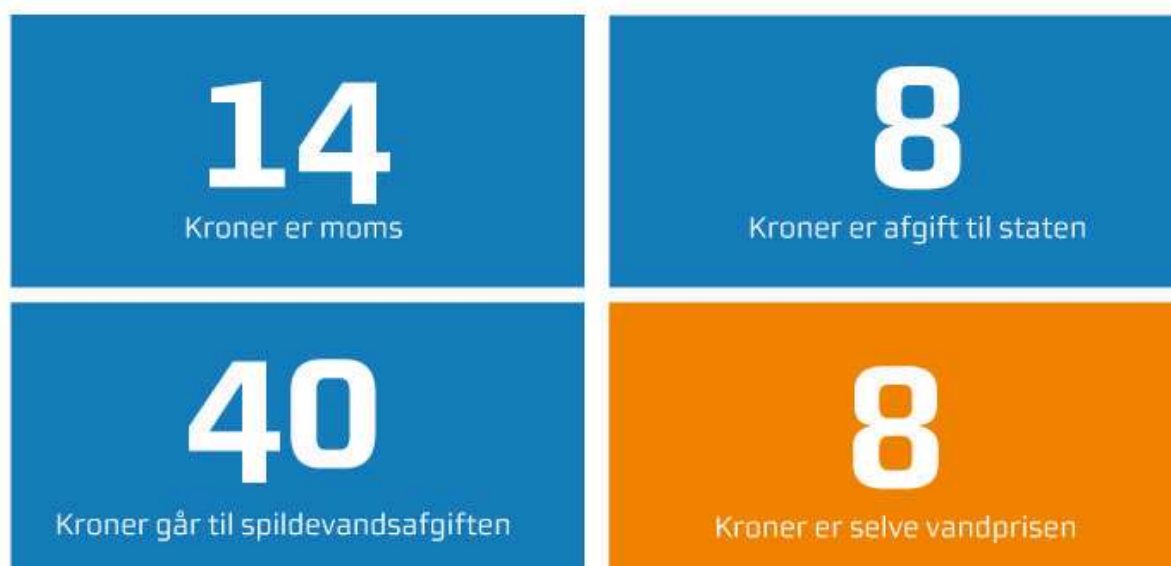 14
Kroner er moms
8
Kroner er afgift til staten
40
Kroner går til spildevandsafgiften
8
Kroner er selve vandprisen